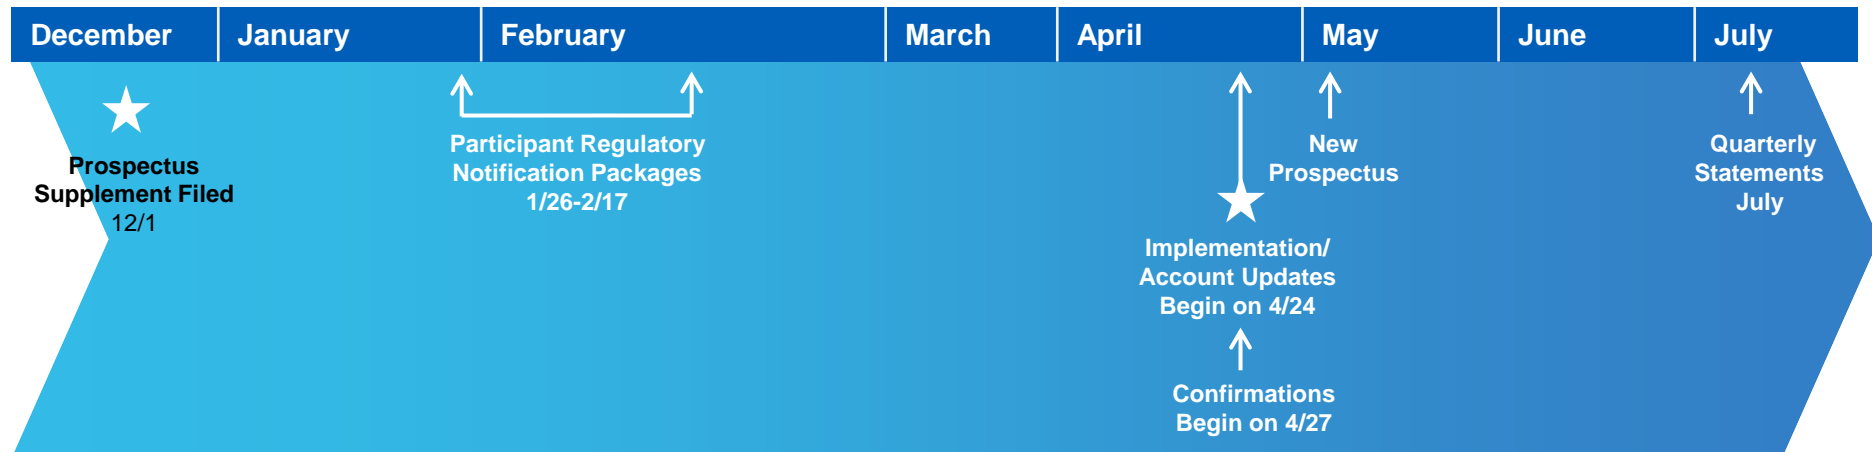 December January February March April May June July
Prospectus
Supplement Filed
12/1
Participant Regulatory
Notification Packages
1/26-2/17
Implementation/
Account Updates
Begin on 4/24
Confirmations
Begin on 4/27
New
Prospectus
Quarterly
Statements
July